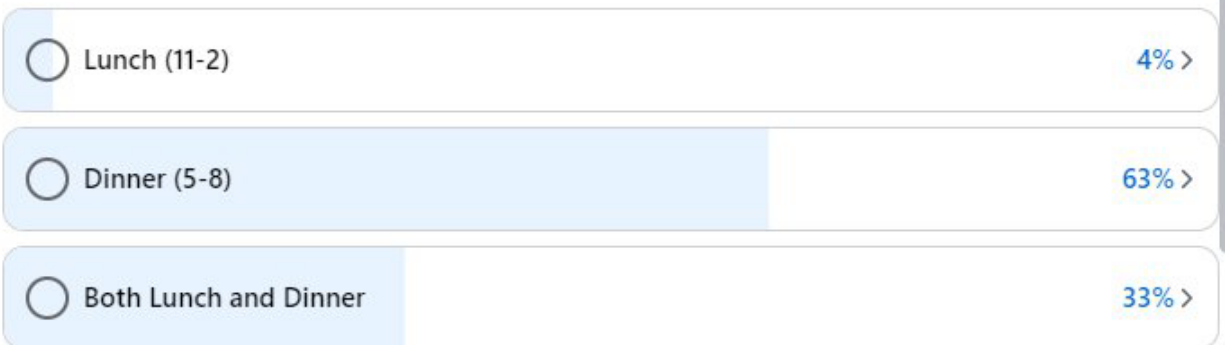 Lunch (11-2) 4% >
Dinner (5-8) 63% >
Both Lunch and Dinner 33% >